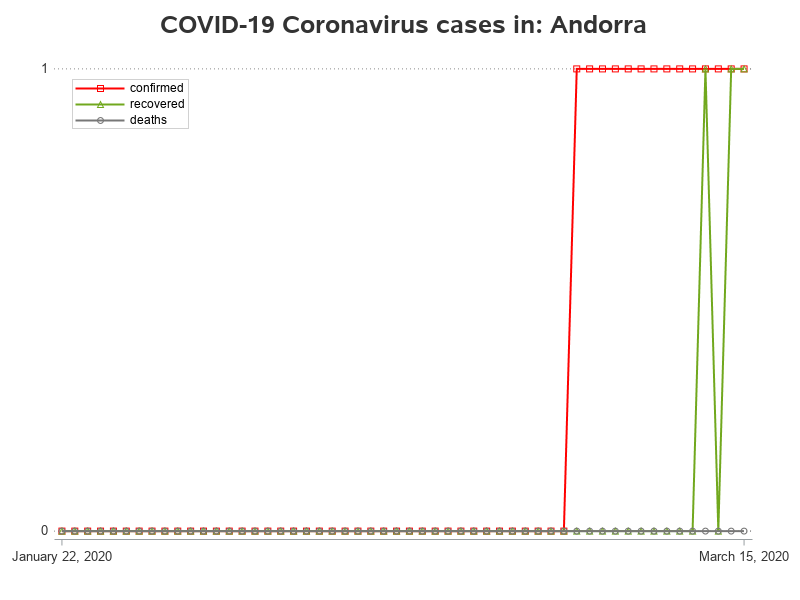 COVID-19 Coronavirus cases in: Andorra
1
confirmed
recovered
deaths
0
January 22, 2020
March 15, 2020